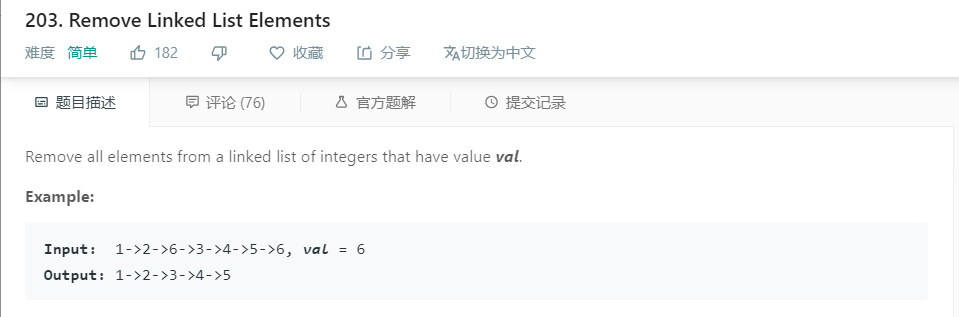 203. Remove Linked List Elements
难度 简单 182 收藏 分享 切换为中文
题目描述 评论 (76) 官方题解 提交记录
Remove all elements from a linked list of integers that have value val.
Example:
Input: 1->2->6->3->4->5->6, val = 6
Output: 1->2->3->4->5